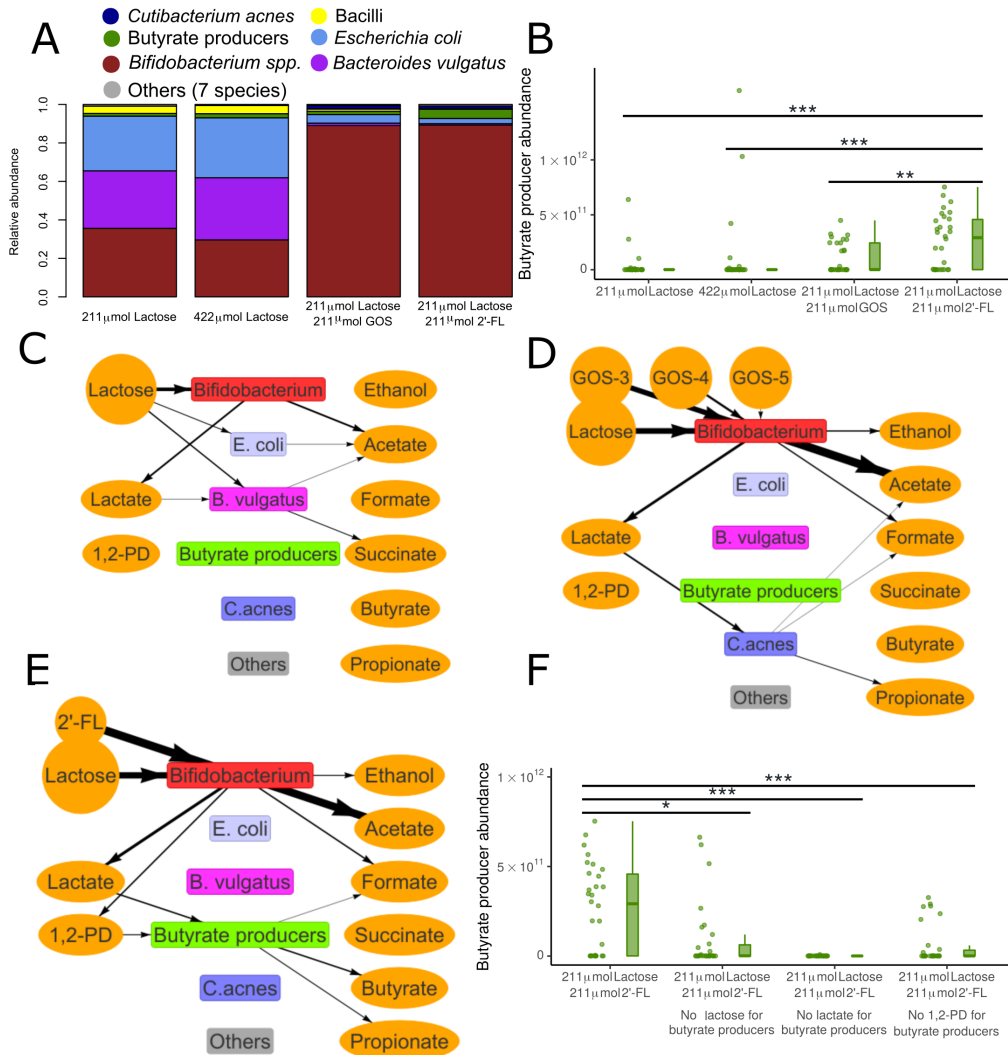 A
Cutibacterium acnes
Bacilli
Butyrate producers
Escherichia coli
Bifidobacterium spp.
Bacteroides vulgatus
Others (7 species)
Relative abundance
1.0
0.8
0.6
0.4
0.2
0.0
211μmol Lactose
422μmol Lactose
211μmol Lactose
211μmol GOS
211μmol Lactose
211μmol 2'-FL
B
Butyrate producer abundance
1 × 10¹²
5 × 10¹¹
0
***
***
**
211μmol Lactose
422μmol Lactose
211μmol Lactose
211μmol GOS
211μmol Lactose
211μmol 2'-FL
C
Lactose
Bifidobacterium
Ethanol
E. coli
Acetate
Lactate
B. vulgatus
Formate
1,2-PD
Butyrate producers
Succinate
C.acnes
Butyrate
Others
Propionate
D
GOS-3
GOS-4
GOS-5
Lactose
Bifidobacterium
Ethanol
E. coli
Acetate
Lactate
B. vulgatus
Formate
1,2-PD
Butyrate producers
Succinate
C.acnes
Butyrate
Others
Propionate
E
2'-FL
Lactose
Bifidobacterium
Ethanol
E. coli
Acetate
Lactate
B. vulgatus
Formate
1,2-PD
Butyrate producers
Succinate
C.acnes
Butyrate
Others
Propionate
F
Butyrate producer abundance
1 × 10¹²
5 × 10¹¹
0
***
***
*
211μmol Lactose
211μmol 2'-FL
211μmol Lactose
211μmol 2'-FL
No lactose for
butyrate producers
211μmol Lactose
211μmol 2'-FL
No lactate for
butyrate producers
211μmol Lactose
211μmol 2'-FL
No 1,2-PD for
butyrate producers